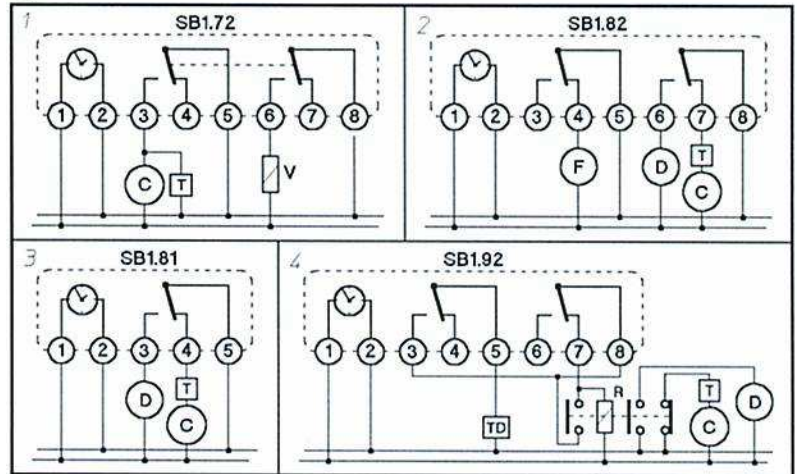 1 SB1.72
1 2 3 4 5 6 7 8
C T V
2 SB1.82
1 2 3 4 5 6 7 8
F D T
C
3 SB1.81
1 2 3 4 5
D T
C
4 SB1.92
1 2 3 4 5 6 7 8
TD R T C D